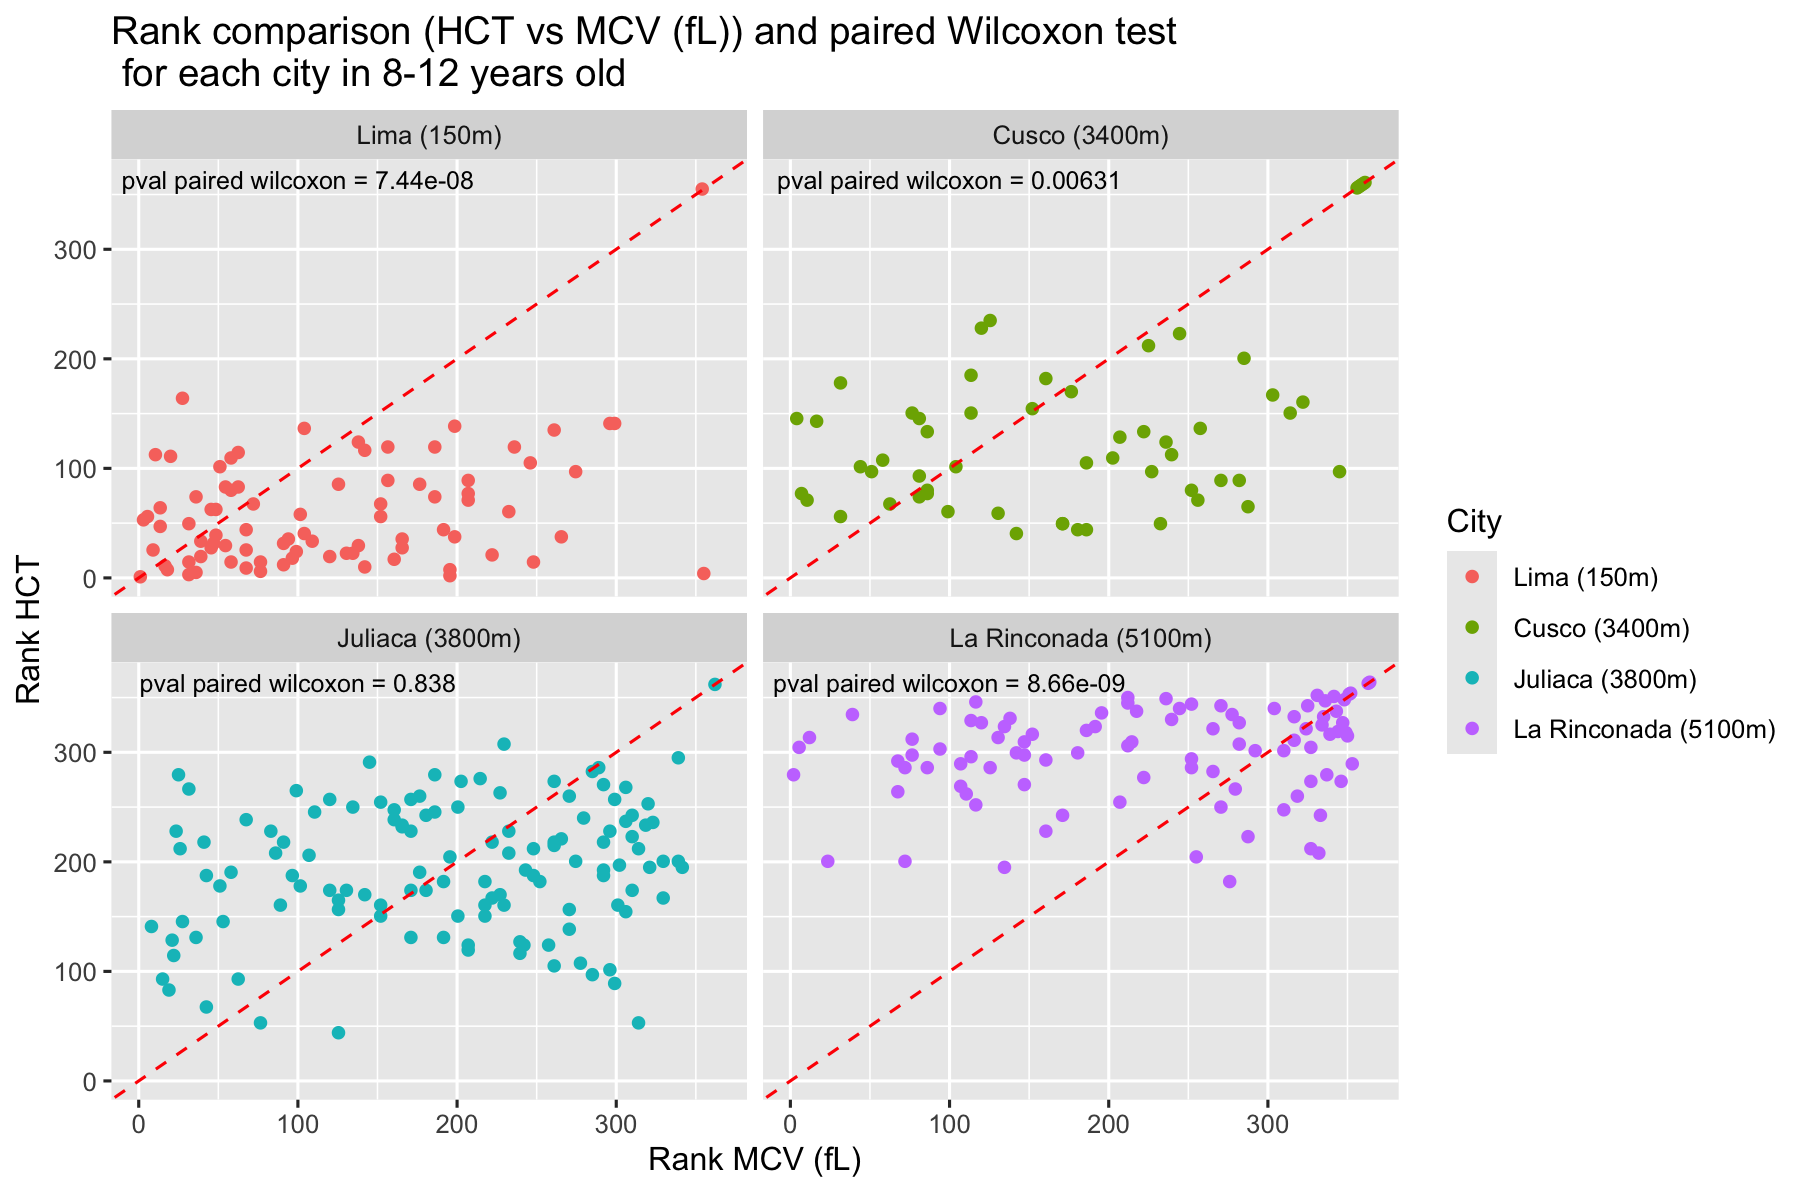 Rank comparison (HCT vs MCV (fL)) and paired Wilcoxon test
for each city in 8-12 years old
Lima (150m)
Cusco (3400m)
pval paired wilcoxon = 7.44e-08
pval paired wilcoxon = 0.00631
300
200
100
0
Juliaca (3800m)
La Rinconada (5100m)
pval paired wilcoxon = 0.838
pval paired wilcoxon = 8.66e-09
300
200
100
0
0 100 200 300
0 100 200 300
Rank HCT
Rank MCV (fL)
City
Lima (150m)
Cusco (3400m)
Juliaca (3800m)
La Rinconada (5100m)